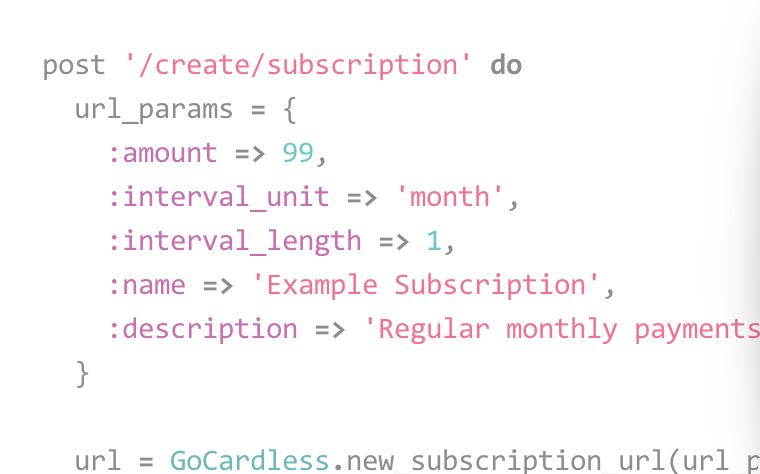 post '/create/subscription' do
  url_params = {
    :amount => 99,
    :interval_unit => 'month',
    :interval_length => 1,
    :name => 'Example Subscription',
    :description => 'Regular monthly payments
  }
  url = GoCardless.new_subscription_url(url_p